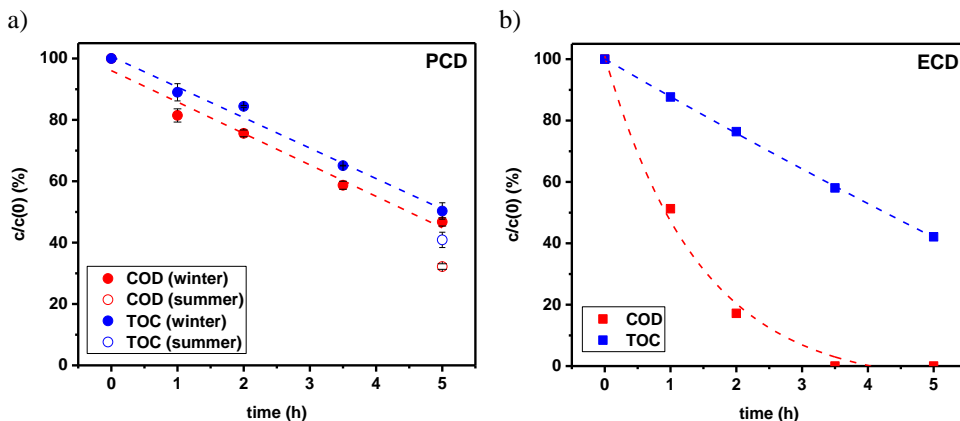 a)
PCD
100
80
60
40
20
0
c/c(0) (%)
COD (winter)
COD (summer)
TOC (winter)
TOC (summer)
0 1 2 3 4 5
time (h)
b)
ECD
100
80
60
40
20
0
c/c(0) (%)
COD
TOC
0 1 2 3 4 5
time (h)